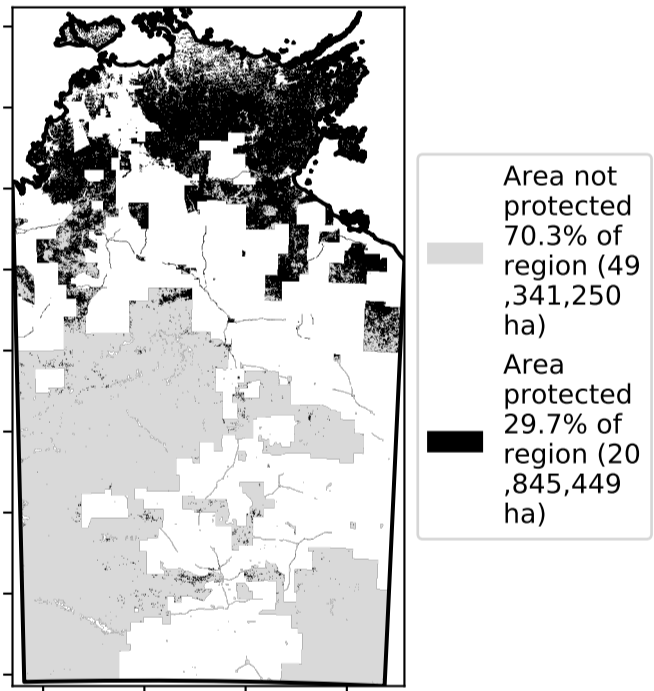 Area not
protected
70.3% of
region (49
,341,250
ha)
Area
protected
29.7% of
region (20
,845,449
ha)